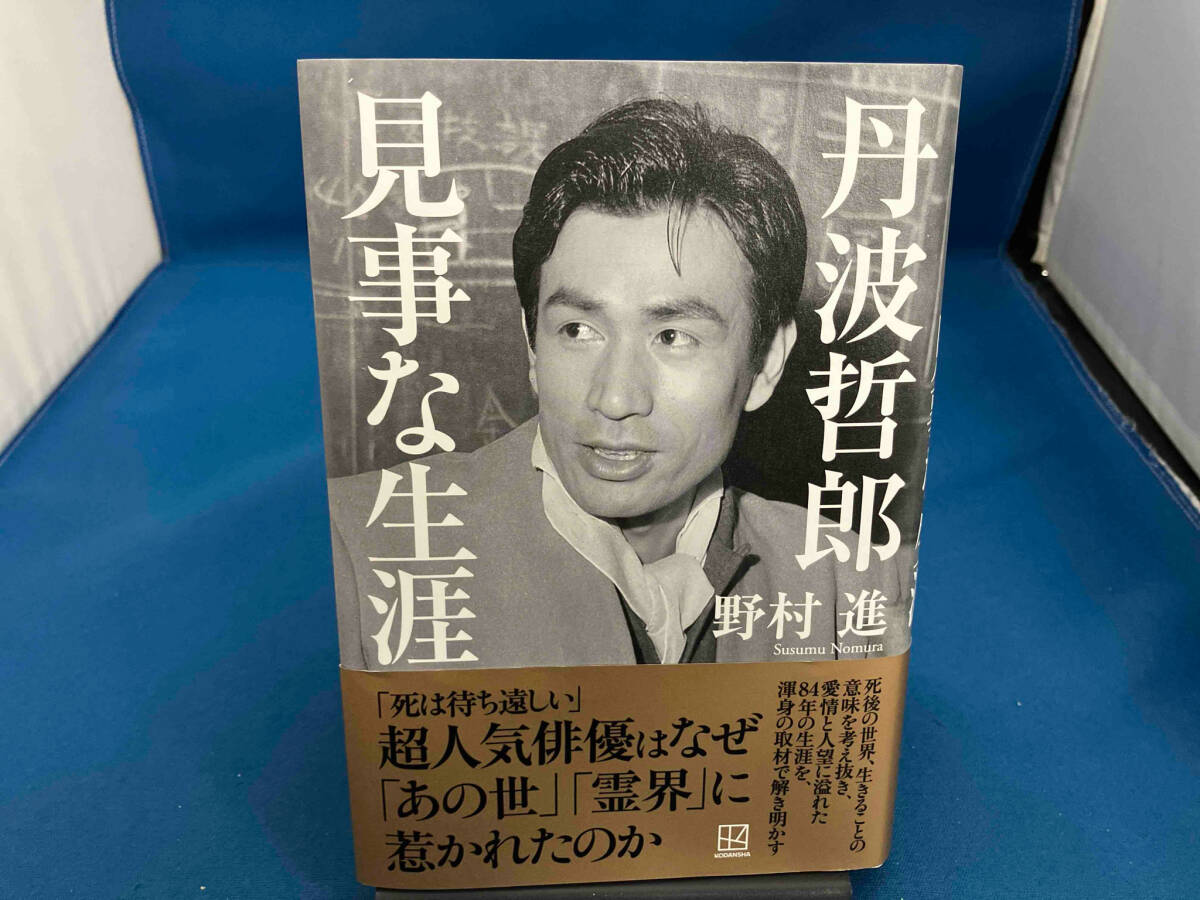 丹波哲郎
見事な生涯
野村 進
Susumu Nomura
死後の世界、生きることの
意味を考え抜き、
愛情と人望に溢れた
84年の生涯を、
渾身の取材で解き明かす
「死は待ち遠しい」
超人気俳優はなぜ
「あの世」「霊界」に
惹かれたのか
KODANSHA